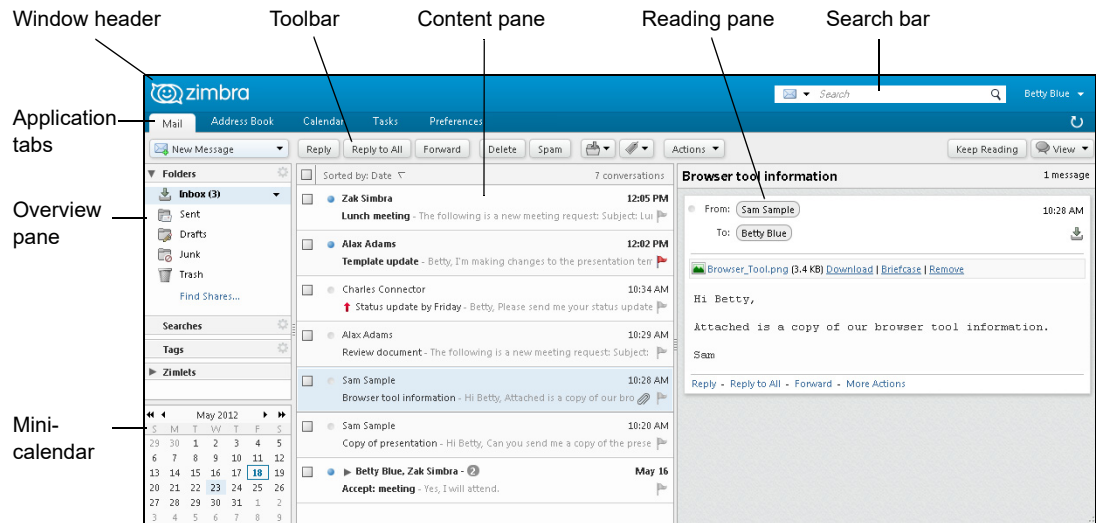 Window header Toolbar Content pane Reading pane Search bar
zimbra Search Betty Blue
Application tabs
Mail Address Book Calendar Tasks Preferences
New Message Reply Reply to All Forward Delete Spam Actions Keep Reading View
Overview pane
Folders
Inbox (3)
Sent
Drafts
Junk
Trash
Find Shares...
Searches
Tags
Zimlets
Mini-calendar
May 2012
S M T W T F S
29 30 1 2 3 4 5
6 7 8 9 10 11 12
13 14 15 16 17 18 19
20 21 22 23 24 25 26
27 28 29 30 31 1 2
3 4 5 6 7 8 9
Sorted by: Date 7 conversations
Zak Simbra 12:05 PM
Lunch meeting - The following is a new meeting request: Subject: Lu
Alax Adams 12:02 PM
Template update - Betty, I'm making changes to the presentation tem
Charles Connector 10:34 AM
Status update by Friday - Betty, Please send me your status update
Alax Adams 10:29 AM
Review document - The following is a new meeting request: Subject:
Sam Sample 10:28 AM
Browser tool information - Hi Betty, Attached is a copy of our bro
Sam Sample 10:20 AM
Copy of presentation - Hi Betty, Can you send me a copy of the prese
Betty Blue, Zak Simbra - 2 May 16
Accept: meeting - Yes, I will attend.
Browser tool information 1 message
From: Sam Sample 10:28 AM
To: Betty Blue
Browser_Tool.png (3.4 KB) Download | Briefcase | Remove
Hi Betty,
Attached is a copy of our browser tool information.
Sam
Reply - Reply to All - Forward - More Actions